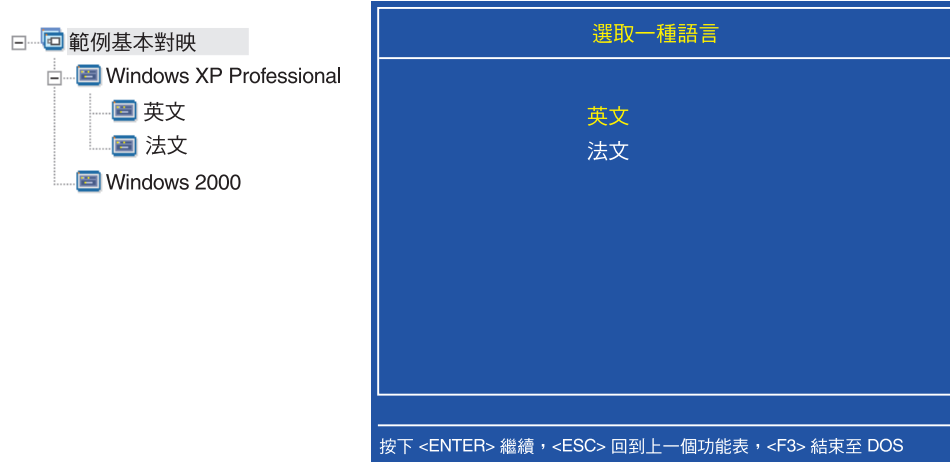 範例基本對映
Windows XP Professional
英文
法文
Windows 2000
選取一種語言
英文
法文
按下 <ENTER> 繼續，<ESC> 回到上一個功能表，<F3> 結束至 DOS